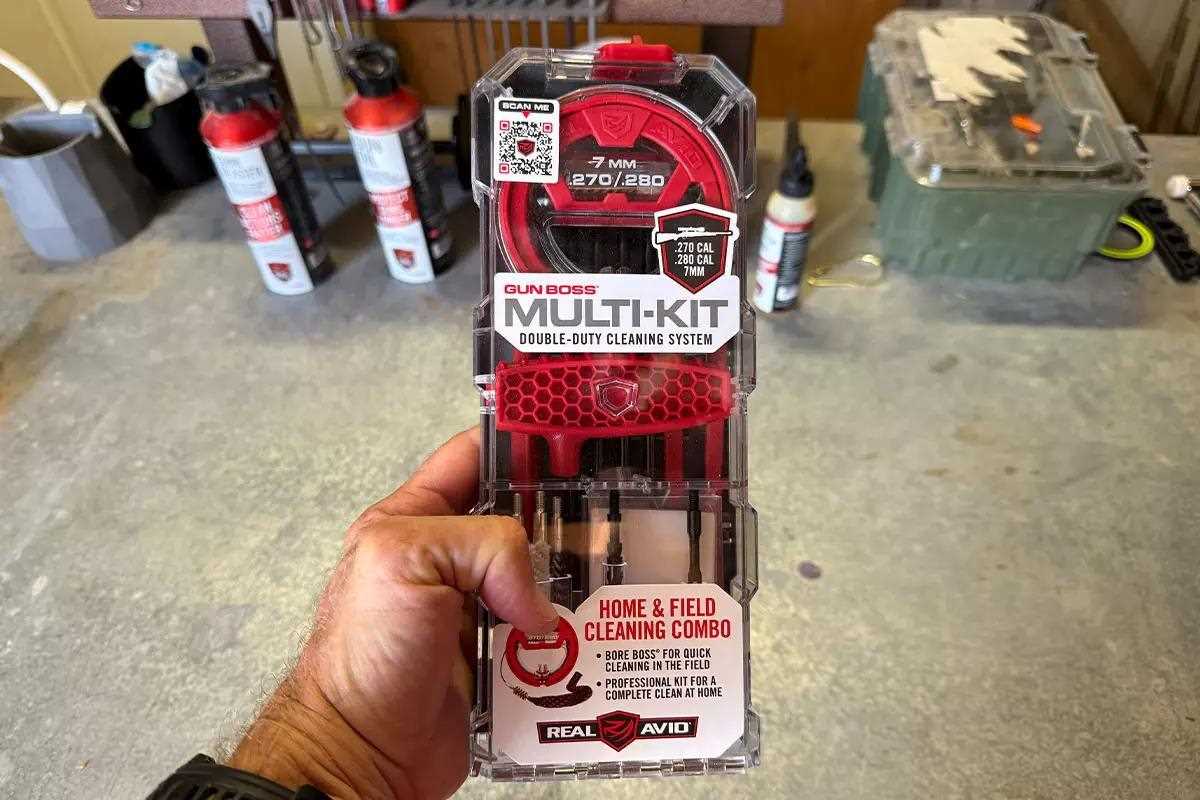 SCAN ME
AVID
7 MM
.270/.280
.270 CAL
.280 CAL
7MM
GUN BOSS®
MULTI-KIT
DOUBLE-DUTY CLEANING SYSTEM
HOME & FIELD
CLEANING COMBO
• BORE BOSS® FOR QUICK
CLEANING IN THE FIELD
• PROFESSIONAL KIT FOR A
COMPLETE CLEAN AT HOME
REAL AVID®